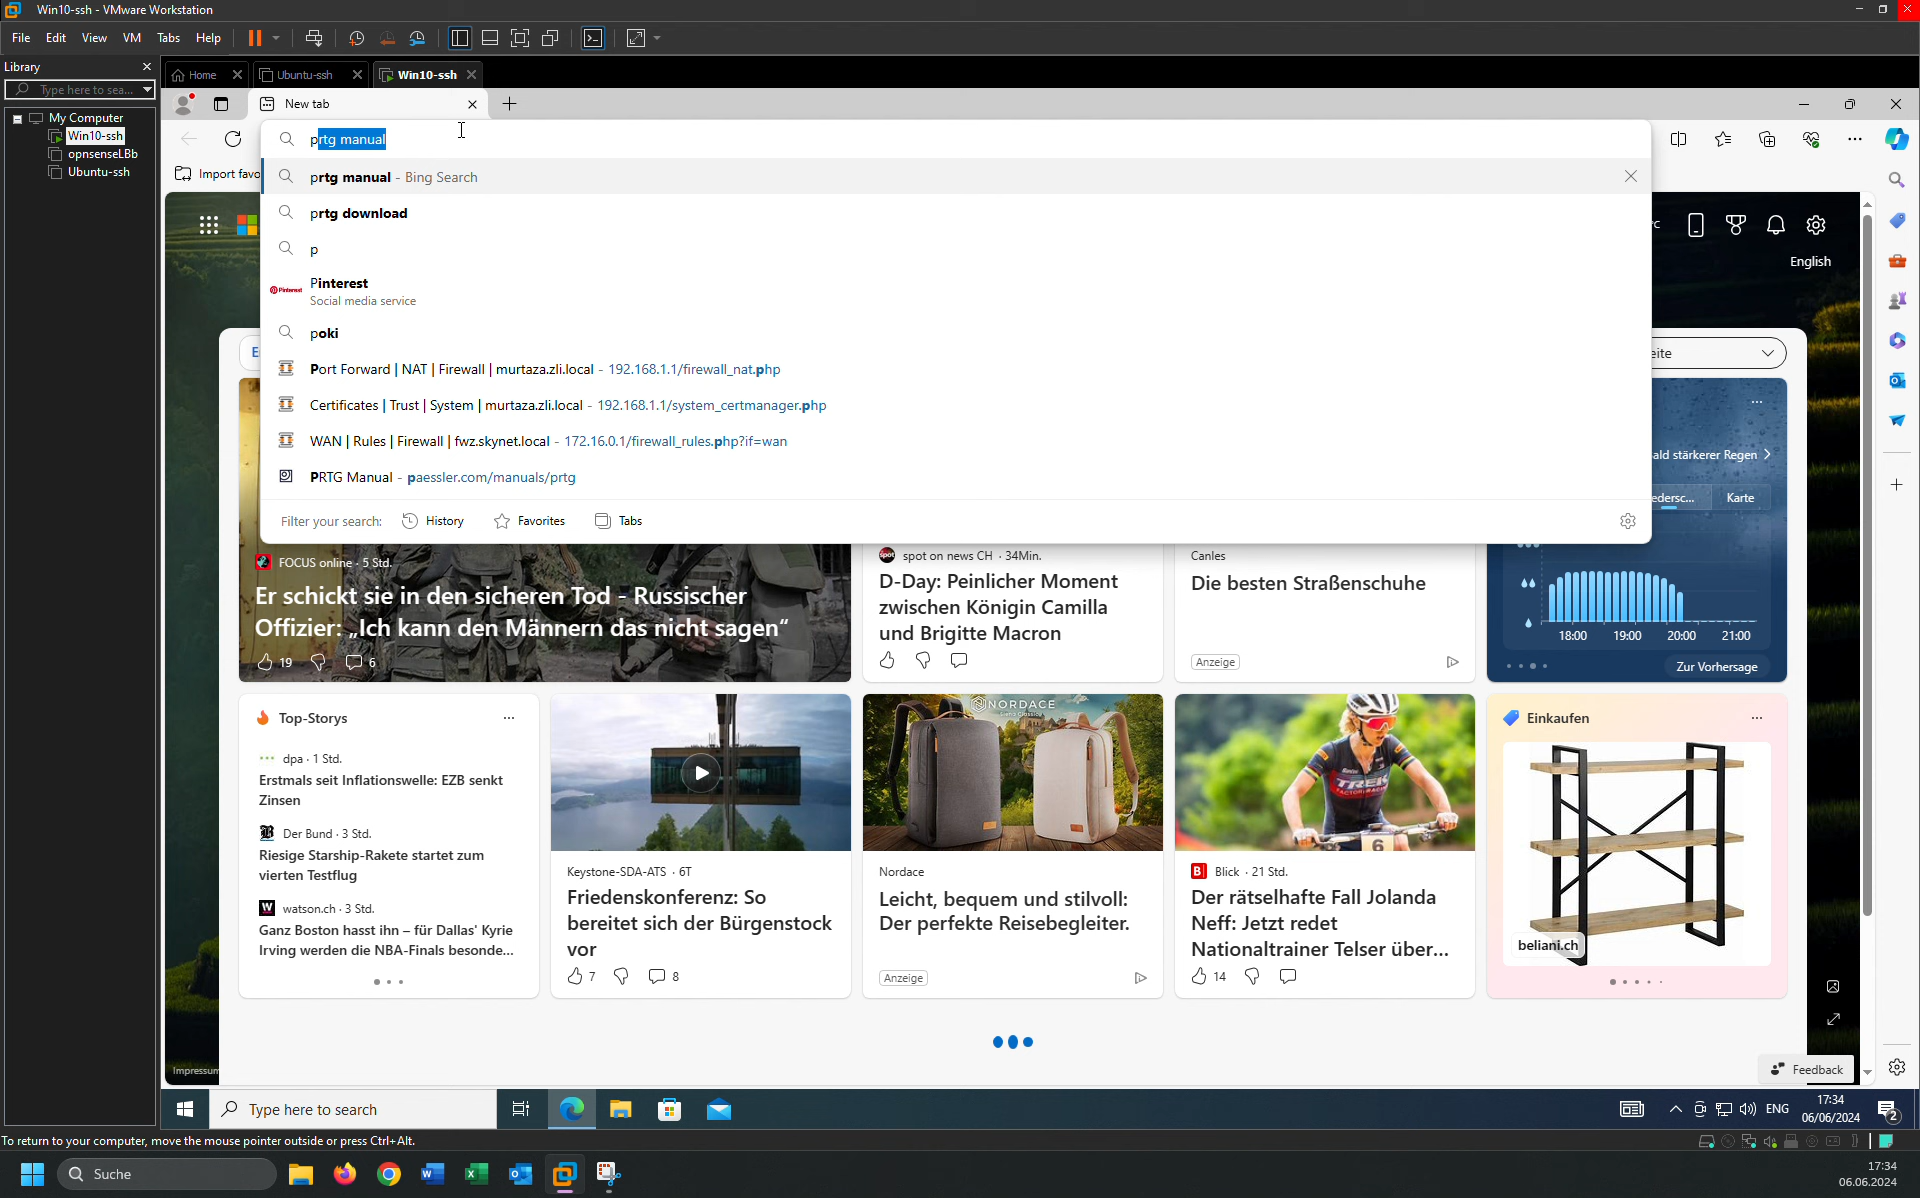 Win10-ssh - VMware Workstation
File Edit View VM Tabs Help
Library
Type here to sea...
My Computer
Win10-ssh
opnsenseLBb
Ubuntu-ssh
Home
Ubuntu-ssh
Win10-ssh
New tab
prtg manual
Import favo
prtg manual - Bing Search
prtg download
p
Pinterest
Pinterest
Social media service
poki
Port Forward | NAT | Firewall | murtaza.zli.local - 192.168.1.1/firewall_nat.php
Certificates | Trust | System | murtaza.zli.local - 192.168.1.1/system_certmanager.php
WAN | Rules | Firewall | fwz.skynet.local - 172.16.0.1/firewall_rules.php?if=wan
PRTG Manual - paessler.com/manuals/prtg
Filter your search: History Favorites Tabs
°C
English
E
eite
ald stärkerer Regen
edersc... Karte
18:00 19:00 20:00 21:00
Zur Vorhersage
FOCUS online · 5 Std.
Er schickt sie in den sicheren Tod - Russischer
Offizier: „Ich kann den Männern das nicht sagen"
19 6
spot on news CH · 34Min.
D-Day: Peinlicher Moment
zwischen Königin Camilla
und Brigitte Macron
Canles
Die besten Straßenschuhe
Anzeige
Top-Storys
dpa · 1 Std.
Erstmals seit Inflationswelle: EZB senkt
Zinsen
Der Bund · 3 Std.
Riesige Starship-Rakete startet zum
vierten Testflug
watson.ch · 3 Std.
Ganz Boston hasst ihn – für Dallas' Kyrie
Irving werden die NBA-Finals besonde...
Keystone-SDA-ATS · 6T
Friedenskonferenz: So
bereitet sich der Bürgenstock
vor
7 8
NORDACE
Siena Classic
Nordace
Leicht, bequem und stilvoll:
Der perfekte Reisebegleiter.
Anzeige
TREK
FACTORY RACING
6
Blick · 21 Std.
Der rätselhafte Fall Jolanda
Neff: Jetzt redet
Nationaltrainer Telser über...
14
Einkaufen
beliani.ch
Impressum
Feedback
Type here to search
ENG
17:34
06/06/2024
2
To return to your computer, move the mouse pointer outside or press Ctrl+Alt.
Suche
17:34
06.06.2024